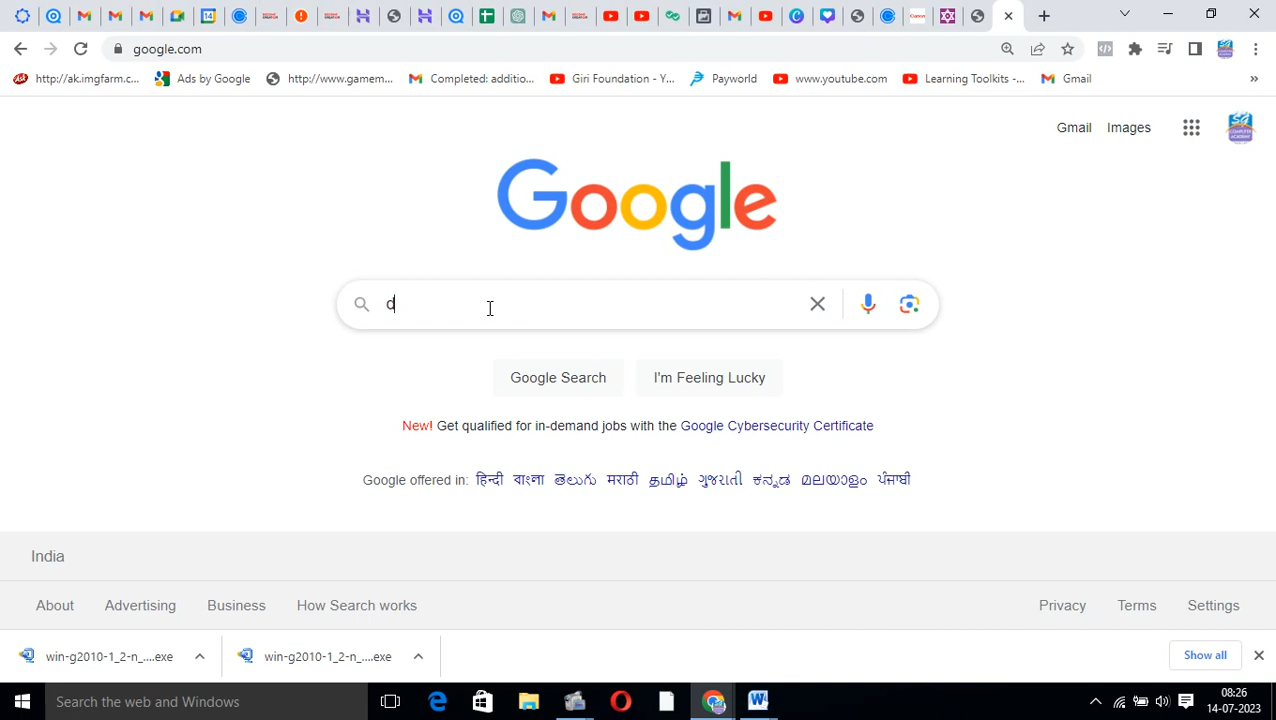 14
google.com
http://ak.imgfarm.c... Ads by Google http://www.gamem... Completed: additio... Giri Foundation - Y... Payworld www.youtube.com Learning Toolkits -... Gmail »
Gmail Images
Google
d
Google Search I'm Feeling Lucky
New! Get qualified for in-demand jobs with the Google Cybersecurity Certificate
Google offered in: हिन्दी বাংলা తెలుగు मराठी தமிழ் ગુજરાતી ಕನ್ನಡ മലയാളം ਪੰਜਾਬੀ
India
About Advertising Business How Search works Privacy Terms Settings
win-g2010-1_2-n_....exe win-g2010-1_2-n_....exe Show all
Search the web and Windows 08:26
14-07-2023